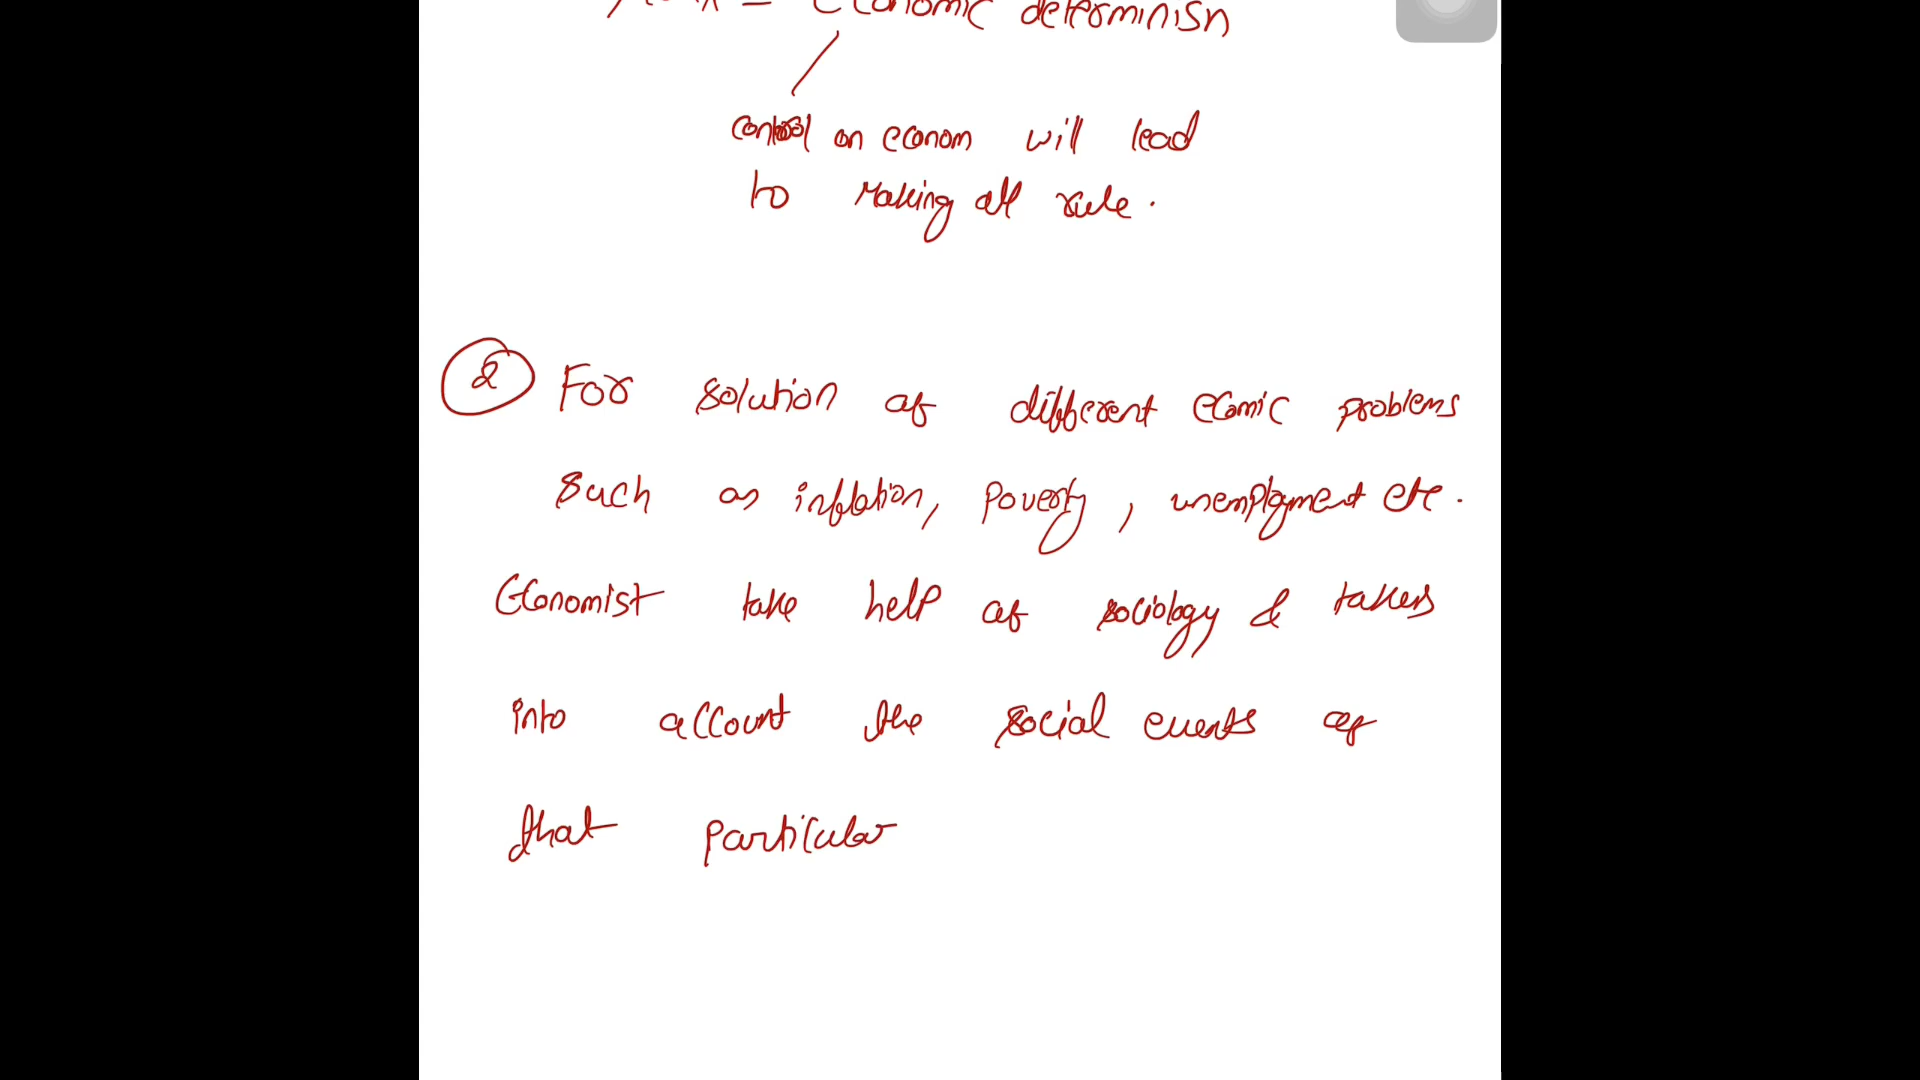 = Economic determinism
control on econom will lead
to Making all rule.
2 For solution of different ecomic problems
Such as inflation, poverty, unemployment etc.
Economist take help of sociology & takes
into account the social events of
that particular